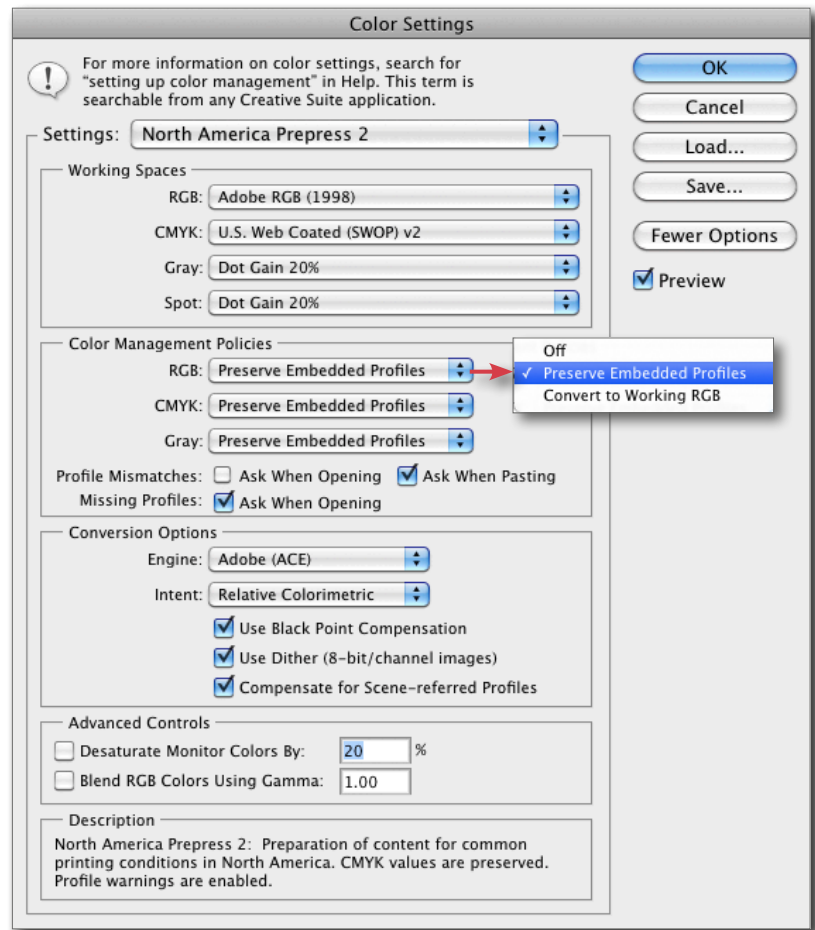 Color Settings
For more information on color settings, search for
“setting up color management” in Help. This term is
searchable from any Creative Suite application.
Settings: North America Prepress 2
Working Spaces
RGB: Adobe RGB (1998)
CMYK: U.S. Web Coated (SWOP) v2
Gray: Dot Gain 20%
Spot: Dot Gain 20%
Color Management Policies
RGB: Preserve Embedded Profiles
CMYK: Preserve Embedded Profiles
Gray: Preserve Embedded Profiles
Off
✓ Preserve Embedded Profiles
Convert to Working RGB
Profile Mismatches: Ask When Opening Ask When Pasting
Missing Profiles: Ask When Opening
Conversion Options
Engine: Adobe (ACE)
Intent: Relative Colorimetric
Use Black Point Compensation
Use Dither (8-bit/channel images)
Compensate for Scene-referred Profiles
Advanced Controls
Desaturate Monitor Colors By: 20 %
Blend RGB Colors Using Gamma: 1.00
Description
North America Prepress 2: Preparation of content for common
printing conditions in North America. CMYK values are preserved.
Profile warnings are enabled.
OK
Cancel
Load...
Save...
Fewer Options
Preview